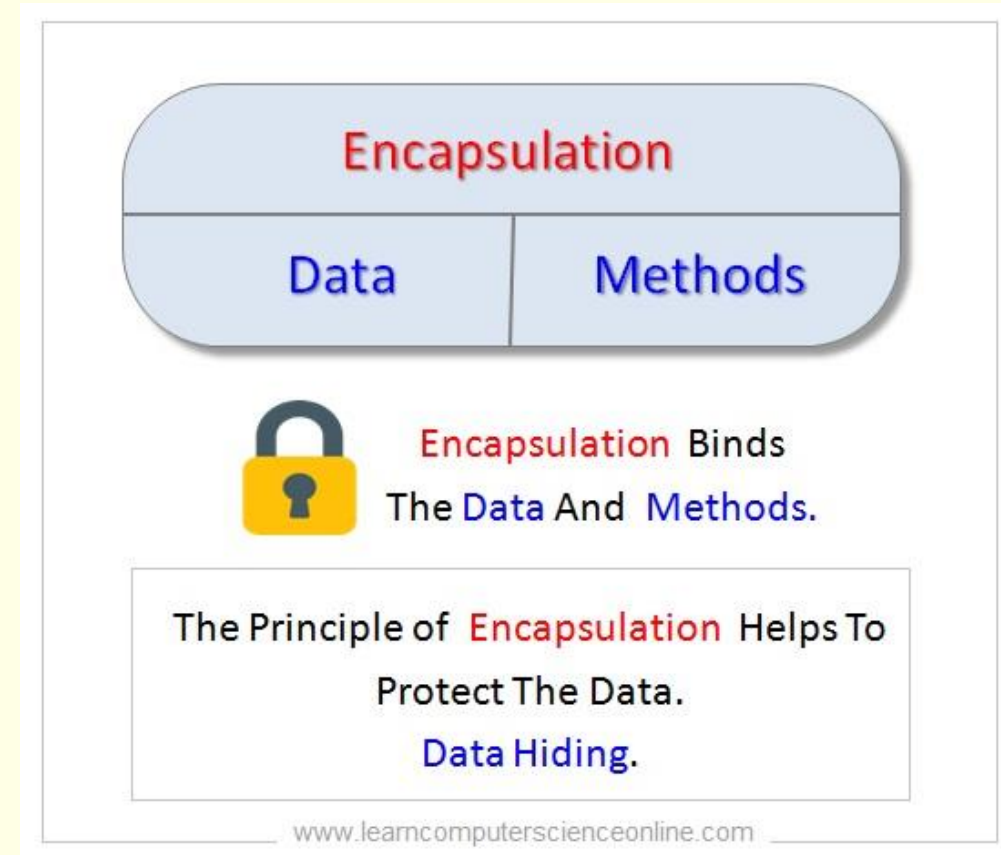 Encapsulation
Data Methods
Encapsulation Binds
The Data And Methods.
The Principle of Encapsulation Helps To
Protect The Data.
Data Hiding.
www.learncomputerscienceonline.com